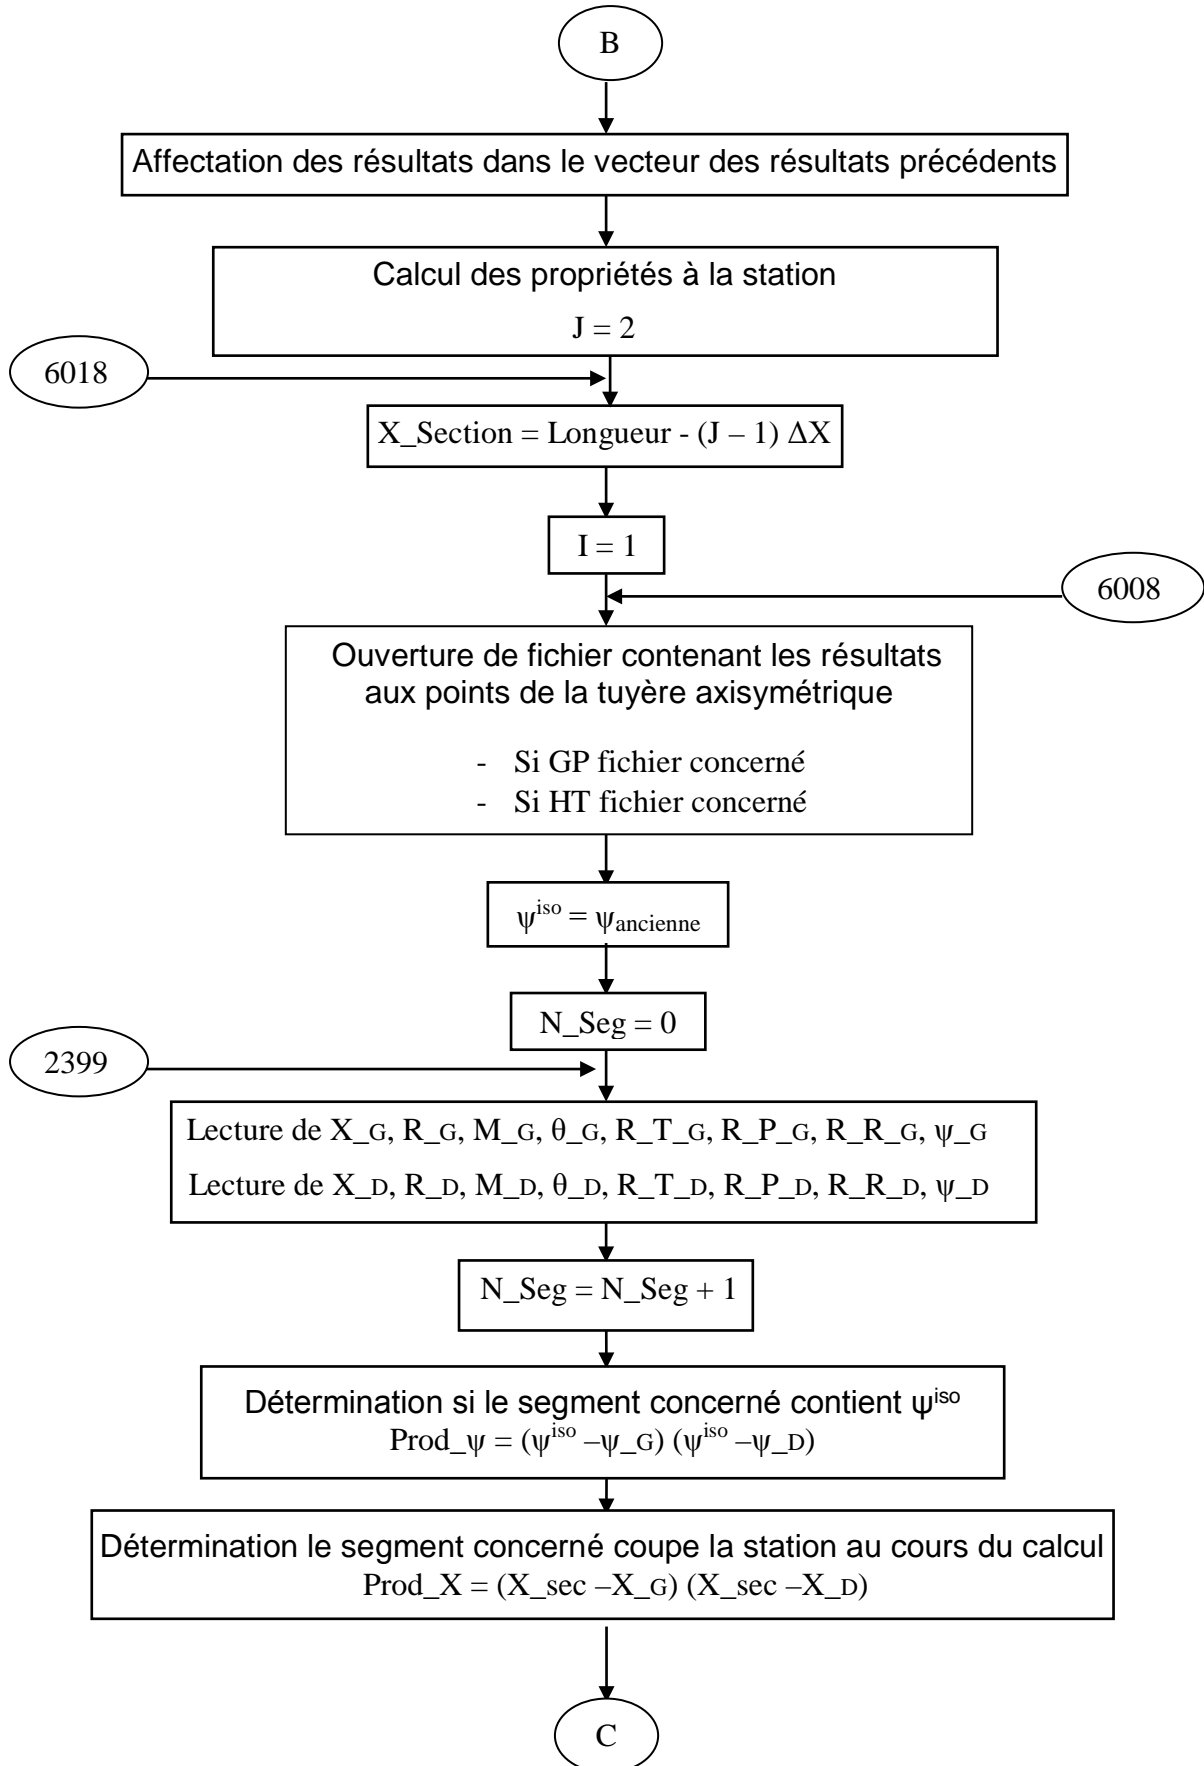 B
Affectation des résultats dans le vecteur des résultats précédents
Calcul des propriétés à la station
J = 2
6018
X_Section = Longueur - (J – 1) ΔX
I = 1
6008
Ouverture de fichier contenant les résultats
aux points de la tuyère axisymétrique
- Si GP fichier concerné
- Si HT fichier concerné
ψ^iso = ψ_ancienne
N_Seg = 0
2399
Lecture de X_G, R_G, M_G, θ_G, R_T_G, R_P_G, R_R_G, ψ_G
Lecture de X_D, R_D, M_D, θ_D, R_T_D, R_P_D, R_R_D, ψ_D
N_Seg = N_Seg + 1
Détermination si le segment concerné contient ψ^iso
Prod_ψ = (ψ^iso –ψ_G) (ψ^iso –ψ_D)
Détermination le segment concerné coupe la station au cours du calcul
Prod_X = (X_sec –X_G) (X_sec –X_D)
C